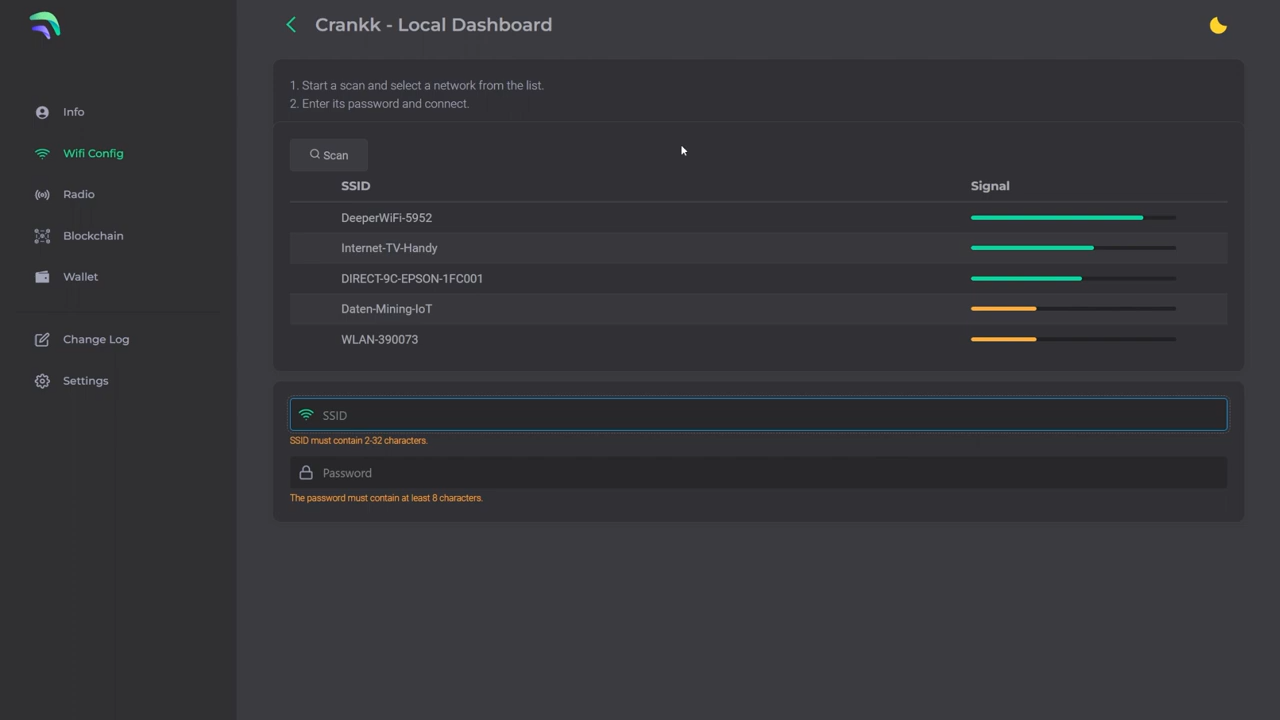 Crankk - Local Dashboard
Info
Wifi Config
Radio
Blockchain
Wallet
Change Log
Settings
1. Start a scan and select a network from the list.
2. Enter its password and connect.
Scan
SSID Signal
DeeperWiFi-5952
Internet-TV-Handy
DIRECT-9C-EPSON-1FC001
Daten-Mining-IoT
WLAN-390073
SSID
SSID must contain 2-32 characters.
Password
The password must contain at least 8 characters.